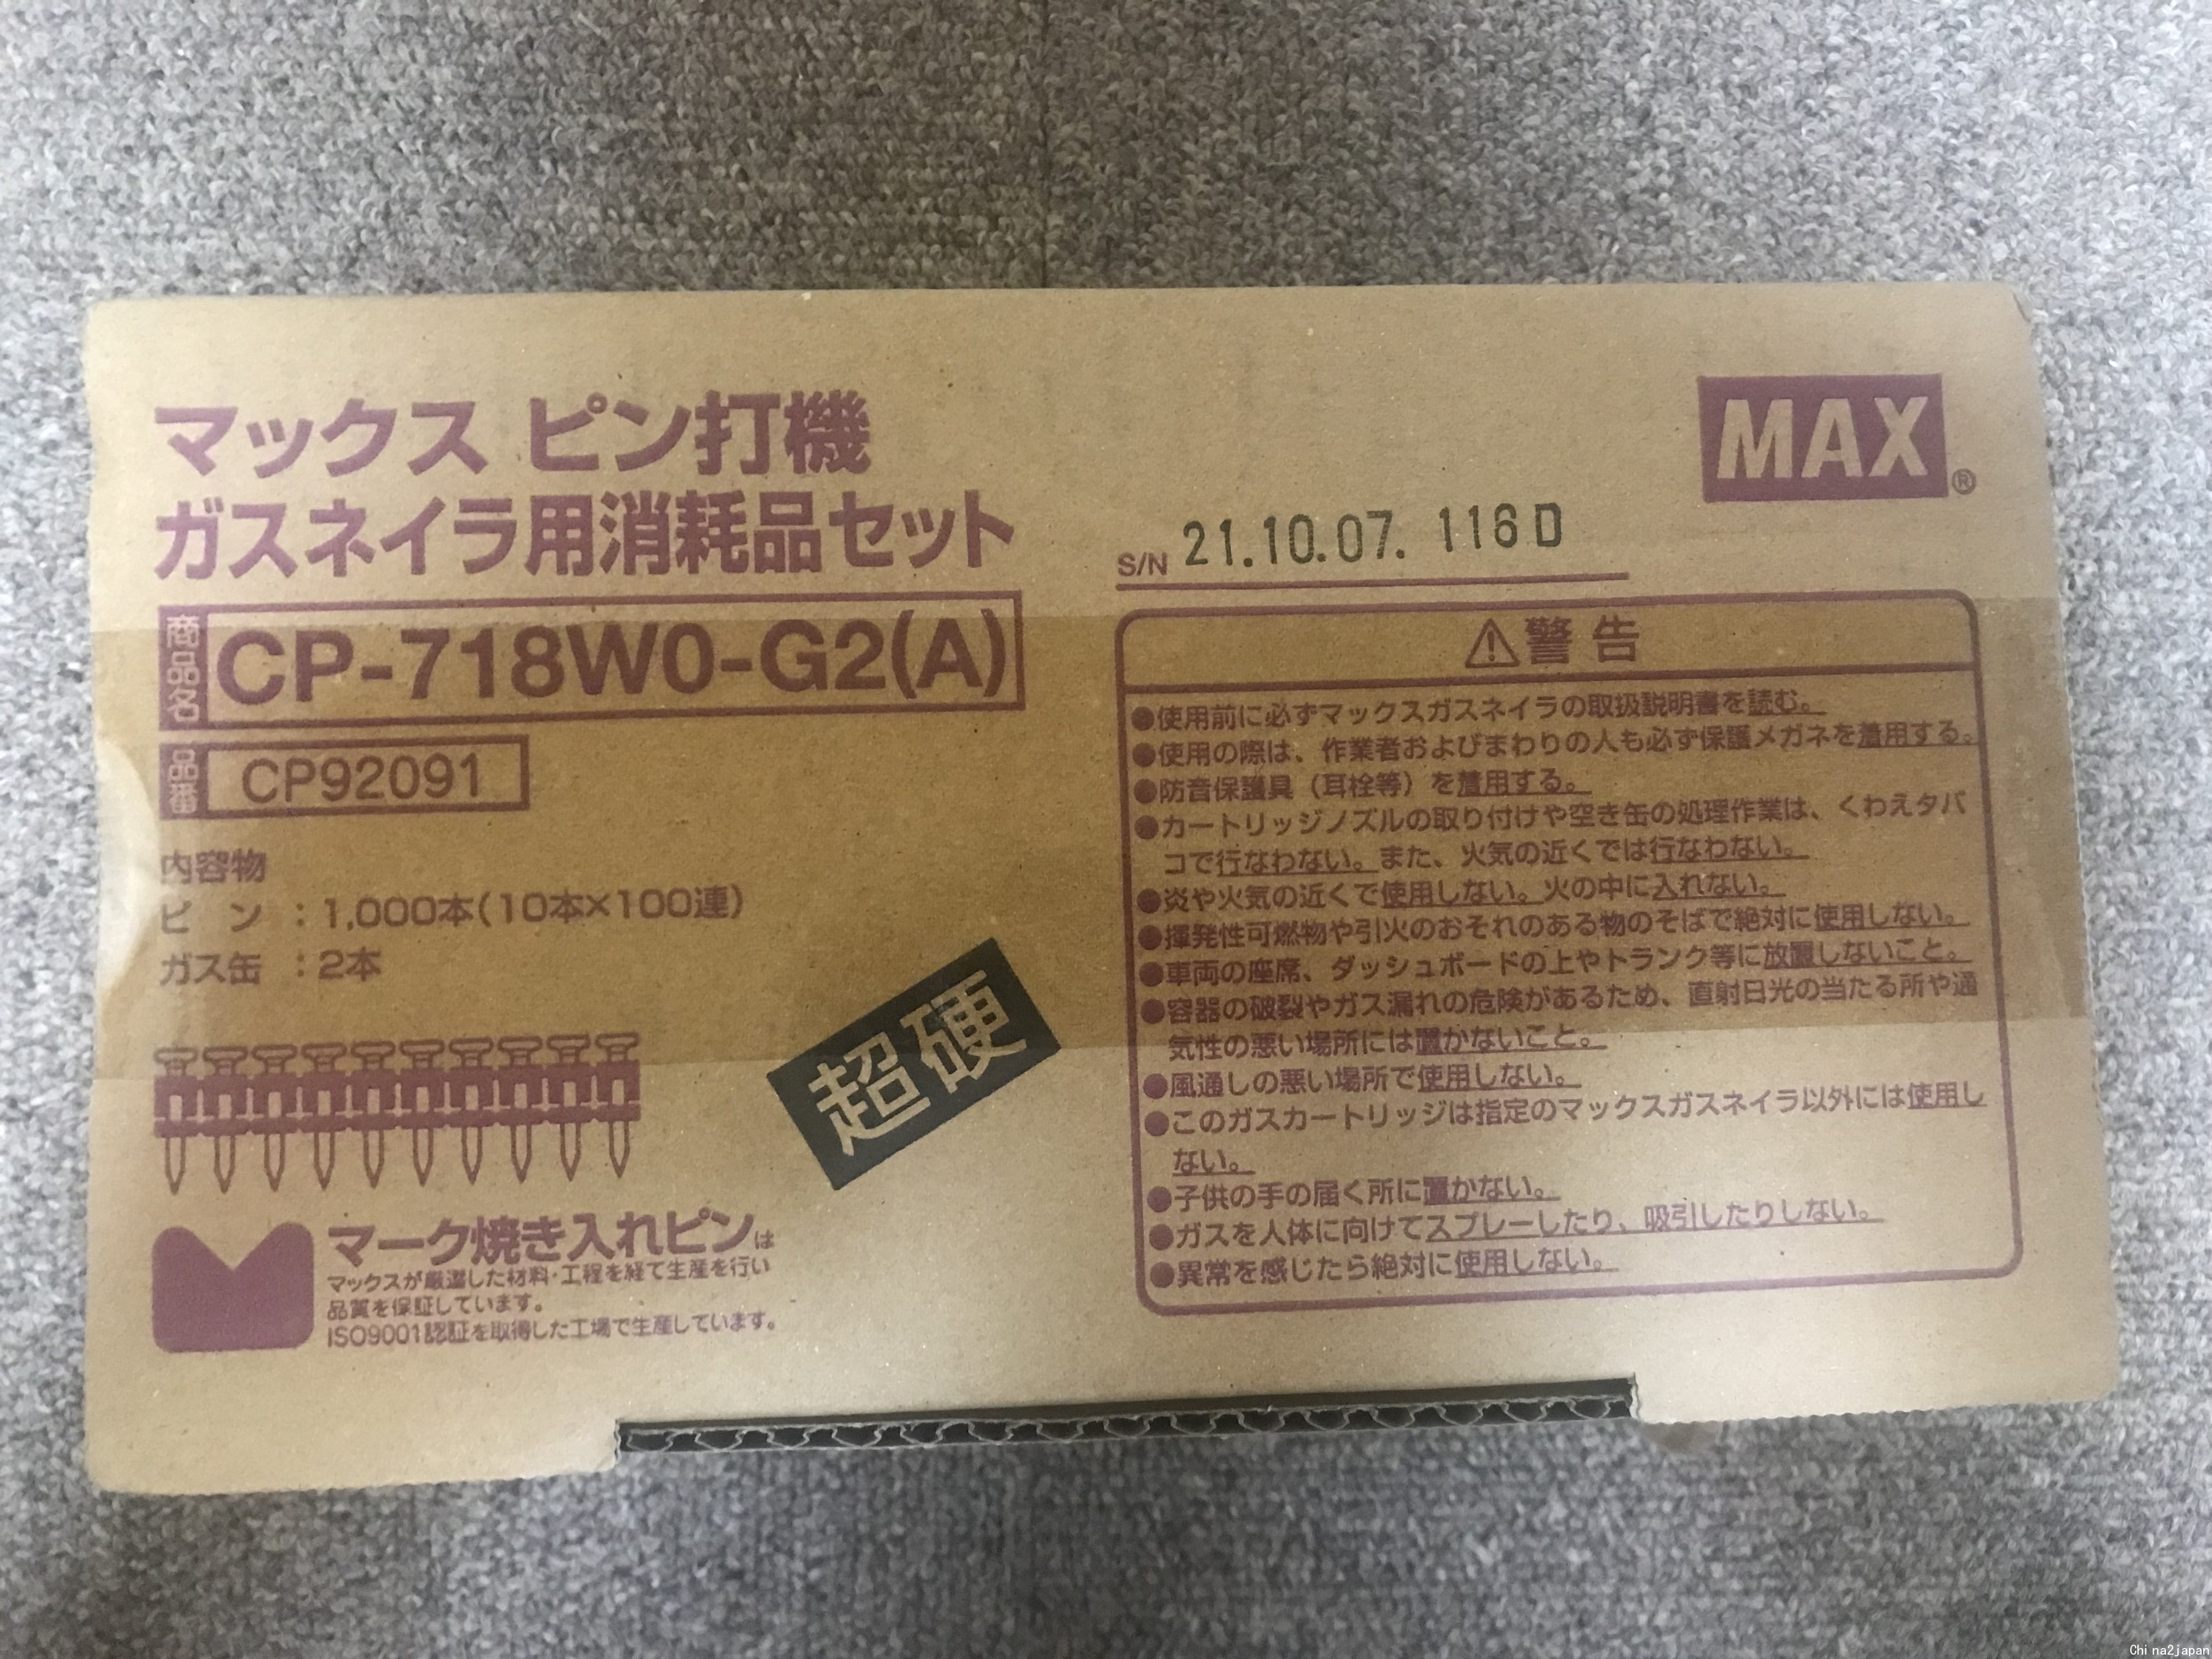 マックス ピン打機
ガスネイラ用消耗品セット
商品名 CP-718W0-G2(A)
品番 CP92091
内容物
ピン：1,000本(10本×100連)
ガス缶：2本
超硬
マーク焼き入れピンは
マックスが厳選した材料・工程を経て生産を行い
品質を保証しています。
ISO9001認証を取得した工場で生産しています。
MAX®
S/N 21.10.07. 116D
⚠警告
●使用前に必ずマックスガスネイラの取扱説明書を読む。
●使用の際は、作業者およびまわりの人も必ず保護メガネを着用する。
●防音保護具（耳栓等）を着用する。
●カートリッジノズルの取り付けや空き缶の処理作業は、くわえタバ
コで行なわない。また、火気の近くでは行なわない。
●炎や火気の近くで使用しない。火の中に入れない。
●揮発性可燃物や引火のおそれのある物のそばで絶対に使用しない。
●車両の座席、ダッシュボードの上やトランク等に放置しないこと。
●容器の破裂やガス漏れの危険があるため、直射日光の当たる所や通
気性の悪い場所には置かないこと。
●風通しの悪い場所で使用しない。
●このガスカートリッジは指定のマックスガスネイラ以外には使用し
ない。
●子供の手の届く所に置かない。
●ガスを人体に向けてスプレーしたり、吸引したりしない。
●異常を感じたら絶対に使用しない。
China2japan